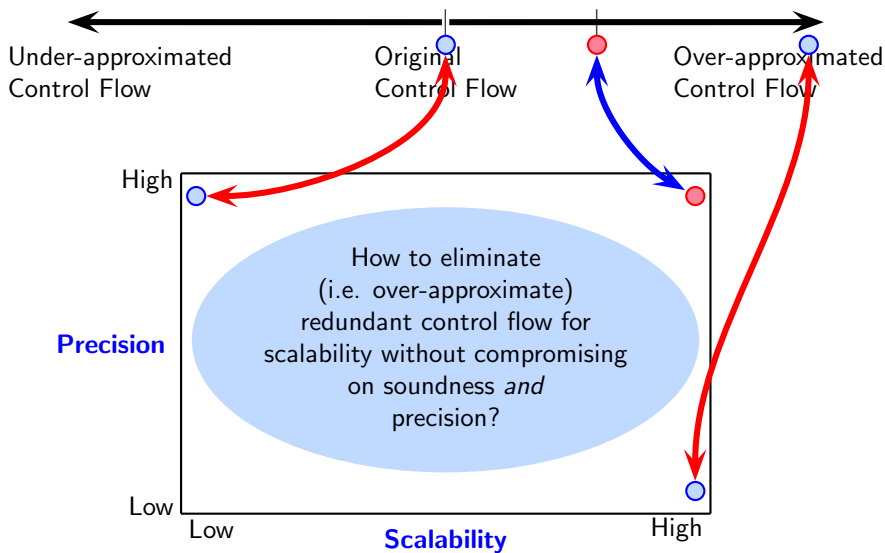 Under-approximated
Control Flow
Original
Control Flow
Over-approximated
Control Flow
High
How to eliminate
(i.e. over-approximate)
redundant control flow for
scalability without compromising
on soundness and
precision?
Precision
Low
Low
High
Scalability